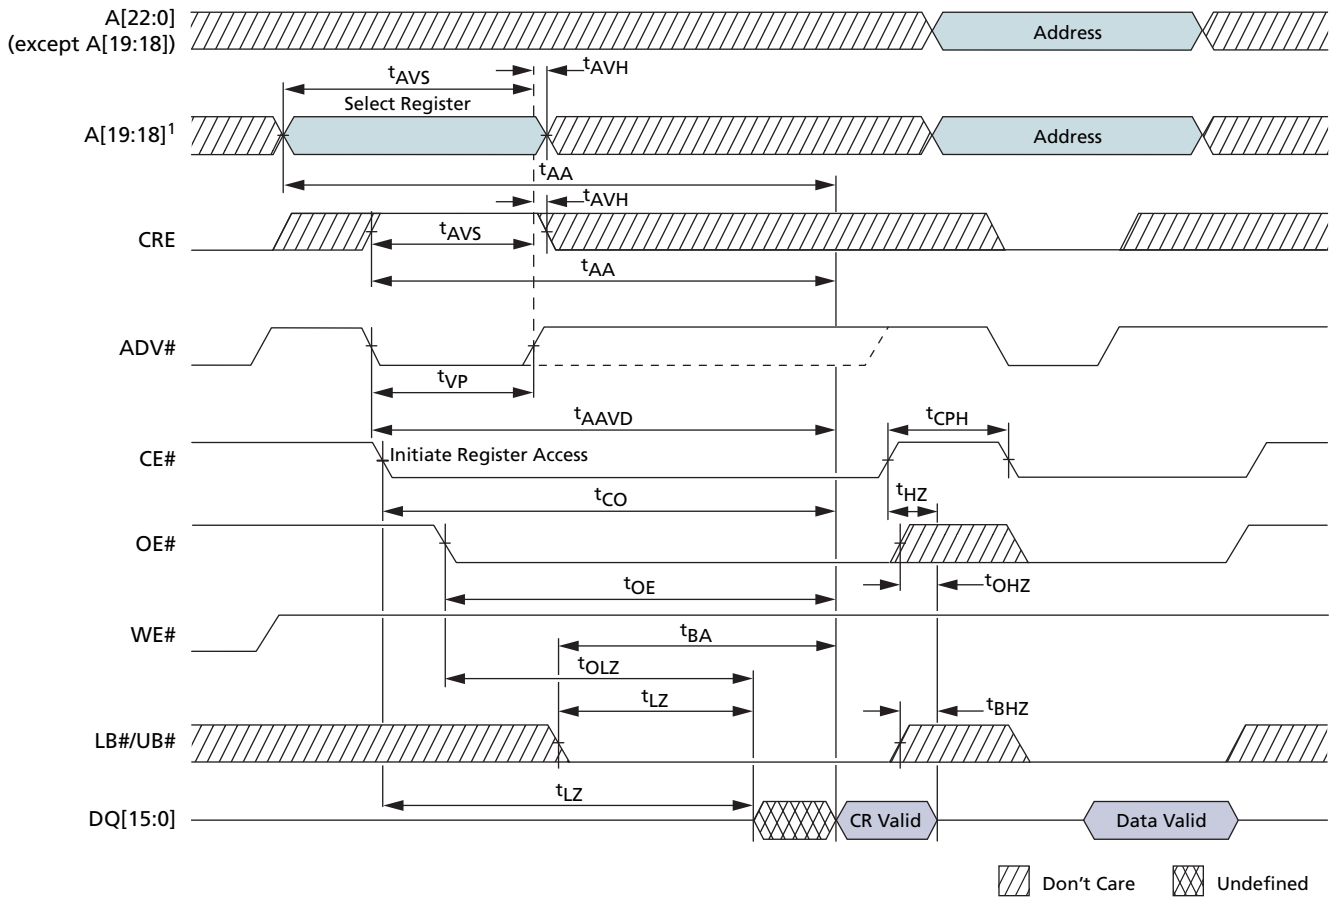 A[22:0]
(except A[19:18])
Address
tAVS
tAVH
Select Register
A[19:18]1
Address
tAA
tAVH
CRE
tAVS
tAA
ADV#
tVP
tAAVD
tCPH
CE#
Initiate Register Access
tCO
tHZ
OE#
tOE
tOHZ
WE#
tBA
tOLZ
tLZ
tBHZ
LB#/UB#
tLZ
DQ[15:0]
CR Valid
Data Valid
Don't Care
Undefined